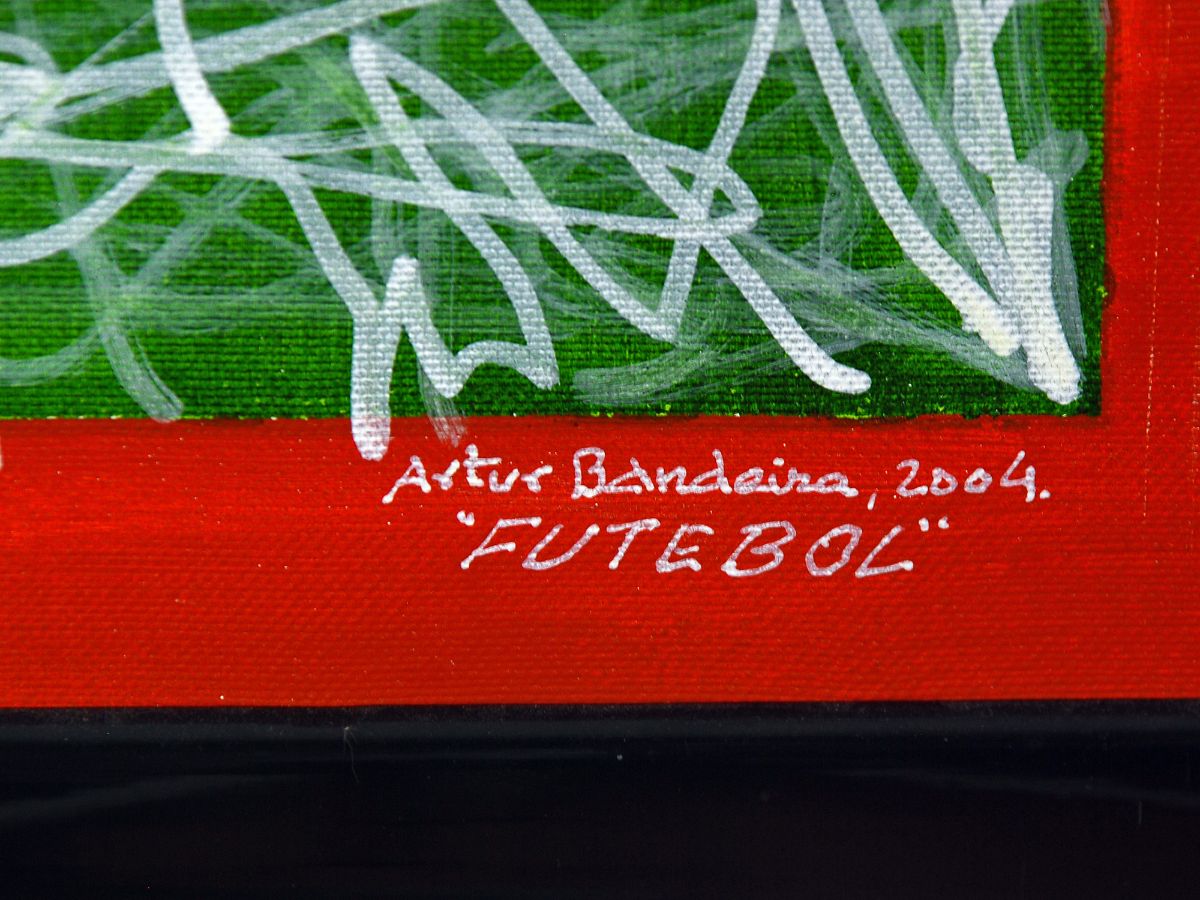 Artur Bandeira, 2004.
"FUTEBOL"